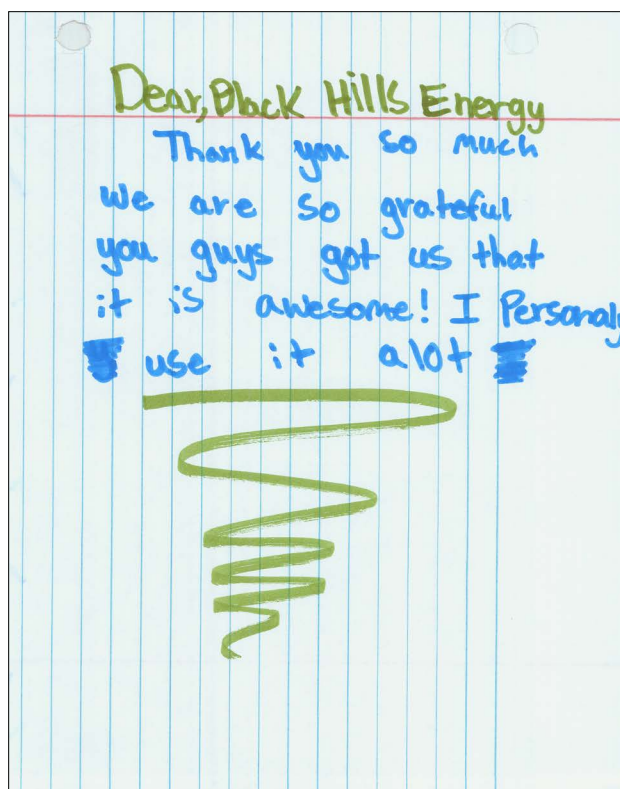 Dear, Black Hills Energy
Thank you so much
we are so grateful
you guys got us that
it is awesome! I Personaly
use it alot